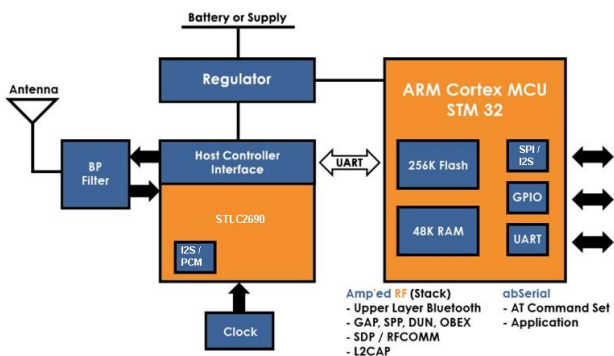 Battery or Supply
Regulator
Antenna
BP
Filter
Host Controller
Interface
STLC2690
I2S /
PCM
Clock
UART
ARM Cortex MCU
STM 32
256K Flash
48K RAM
SPI /
I2S
GPIO
UART
Amp'ed RF (Stack)
- Upper Layer Bluetooth
- GAP, SPP, DUN, OBEX
- SDP / RFCOMM
- L2CAP
abSerial
- AT Command Set
- Application